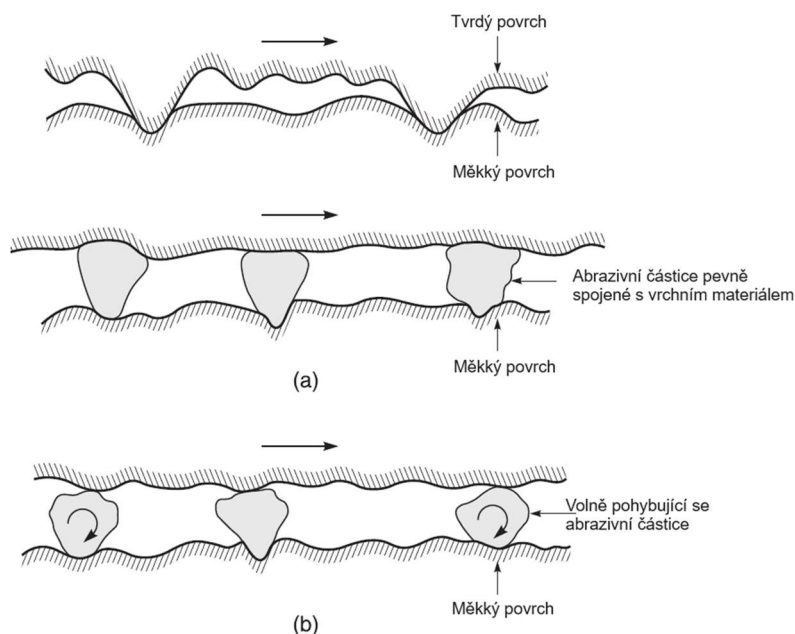 Tvrdý povrch
Měkký povrch
Abrazivní částice pevně
spojené s vrchním materiálem
Měkký povrch
(a)
Volně pohybující se
abrazivní částice
Měkký povrch
(b)